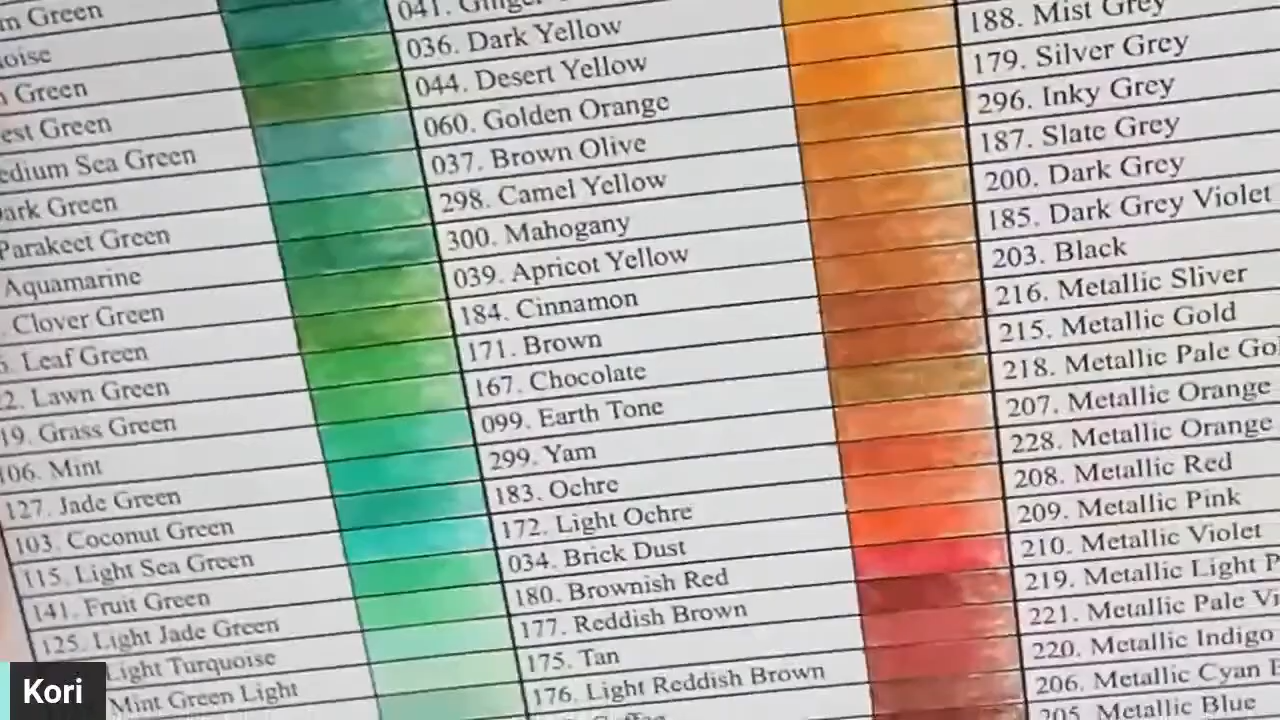 Green
Green
Green
Green
Parakeet Green
Aquamarine
Clover Green
Leaf Green
Lawn Green
19. Grass Green
106. Mint
127. Jade Green
103. Coconut Green
115. Light Sea Green
141. Fruit Green
125. Light Jade Green
Light Turquoise
Mint Green Light
041.
036. Dark Yellow
044. Desert Yellow
060. Golden Orange
037. Brown Olive
298. Camel Yellow
300. Mahogany
039. Apricot Yellow
184. Cinnamon
171. Brown
167. Chocolate
099. Earth Tone
299. Yam
183. Ochre
172. Light Ochre
034. Brick Dust
180. Brownish Red
177. Reddish Brown
175. Tan
176. Light Reddish Brown
188. Mist Grey
179. Silver Grey
296. Inky Grey
187. Slate Grey
200. Dark Grey
185. Dark Grey Violet
203. Black
216. Metallic Sliver
215. Metallic Gold
218. Metallic Pale
207. Metallic Orange
228. Metallic Orange
208. Metallic Red
209. Metallic Pink
210. Metallic Violet
219. Metallic Light
221. Metallic Pale
220. Metallic Indigo
206. Metallic Cyan
205. Metallic Blue
Kori